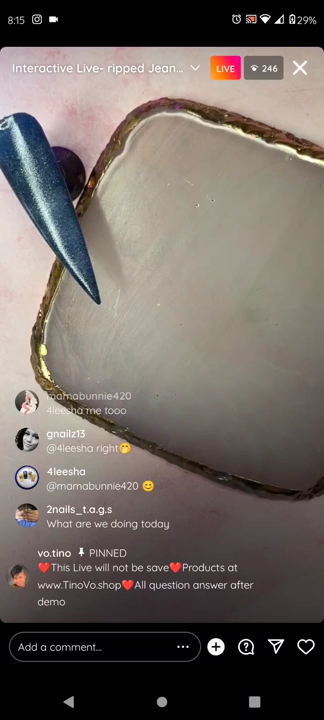 8:15
29%
Interactive Live- ripped Jean...
LIVE
246
mamabunnie420
4leesha me tooo
gnailz13
@4leesha right🤭
4leesha
@mamabunnie420 😊
2nails_t.a.g.s
What are we doing today
vo.tino PINNED
❤️This Live will not be save❤️Products at
www.TinoVo.shop❤️All question answer after
demo
Add a comment...